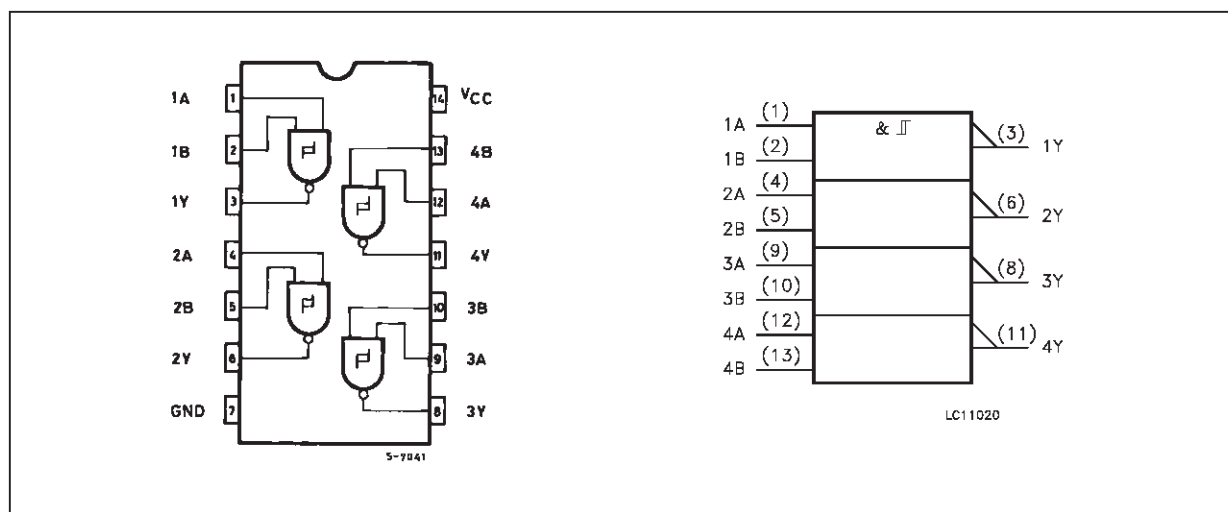 1A 1 14 VCC
1B 2 13 4B
1Y 3 12 4A
2A 4 11 4Y
2B 5 10 3B
2Y 6 9 3A
GND 7 8 3Y
S-7041
1A (1) & (3) 1Y
1B (2)
2A (4) (6) 2Y
2B (5)
3A (9) (8) 3Y
3B (10)
4A (12) (11) 4Y
4B (13)
LC11020